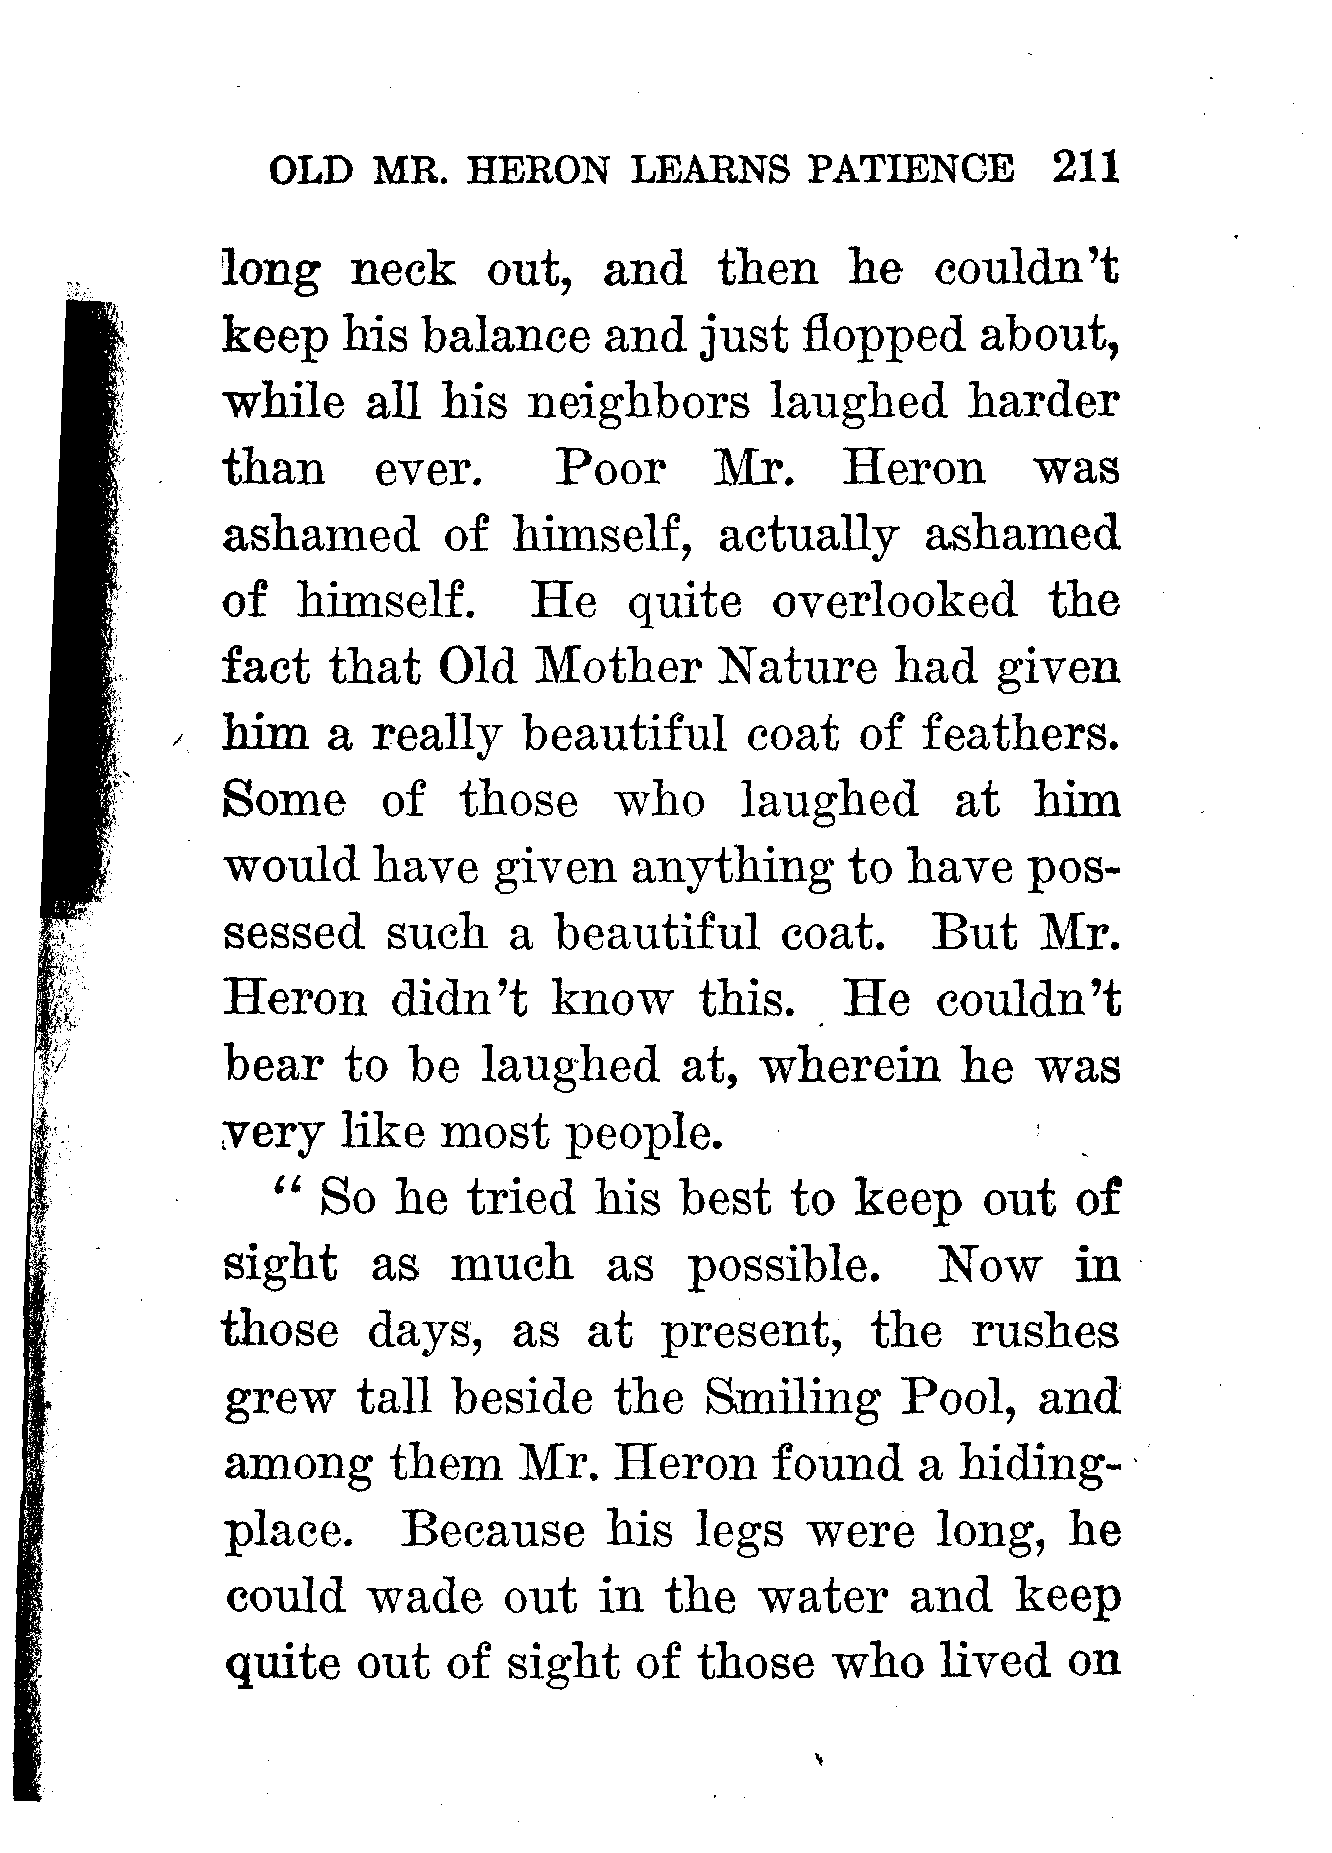 OLD MR. HERON LEARNS PATIENCE 211
long neck out, and then he couldn't
keep his balance and just flopped about,
while all his neighbors laughed harder
than ever. Poor Mr. Heron was
ashamed of himself, actually ashamed
of himself. He quite overlooked the
fact that Old Mother Nature had given
him a really beautiful coat of feathers.
Some of those who laughed at him
would have given anything to have pos-
sessed such a beautiful coat. But Mr.
Heron didn't know this. He couldn't
bear to be laughed at, wherein he was
very like most people.
“ So he tried his best to keep out of
sight as much as possible. Now in
those days, as at present, the rushes
grew tall beside the Smiling Pool, and
among them Mr. Heron found a hiding-
place. Because his legs were long, he
could wade out in the water and keep
quite out of sight of those who lived on